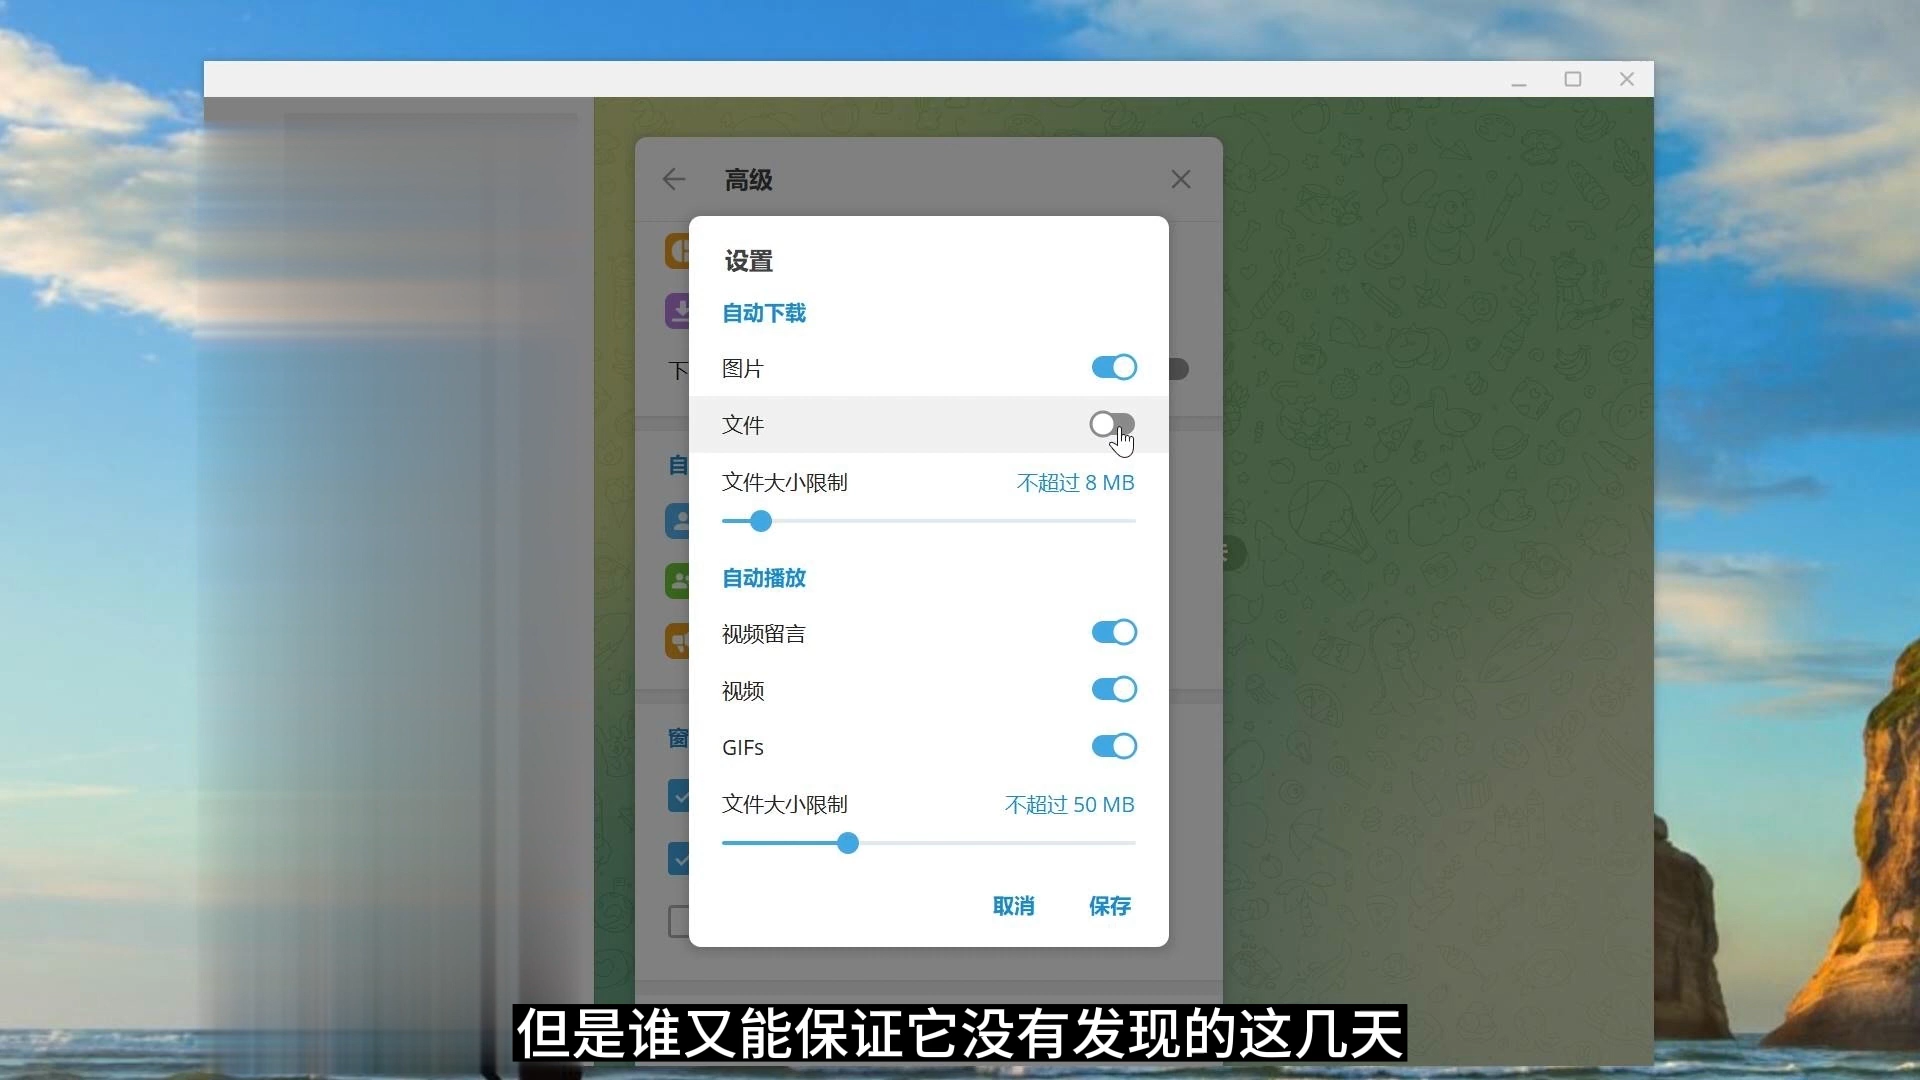 高级
设置
自动下载
图片
下
文件
自
文件大小限制 不超过 8 MB
自动播放
视频留言
视频
窗
GIFs
文件大小限制 不超过 50 MB
取消 保存
但是谁又能保证它没有发现的这几天